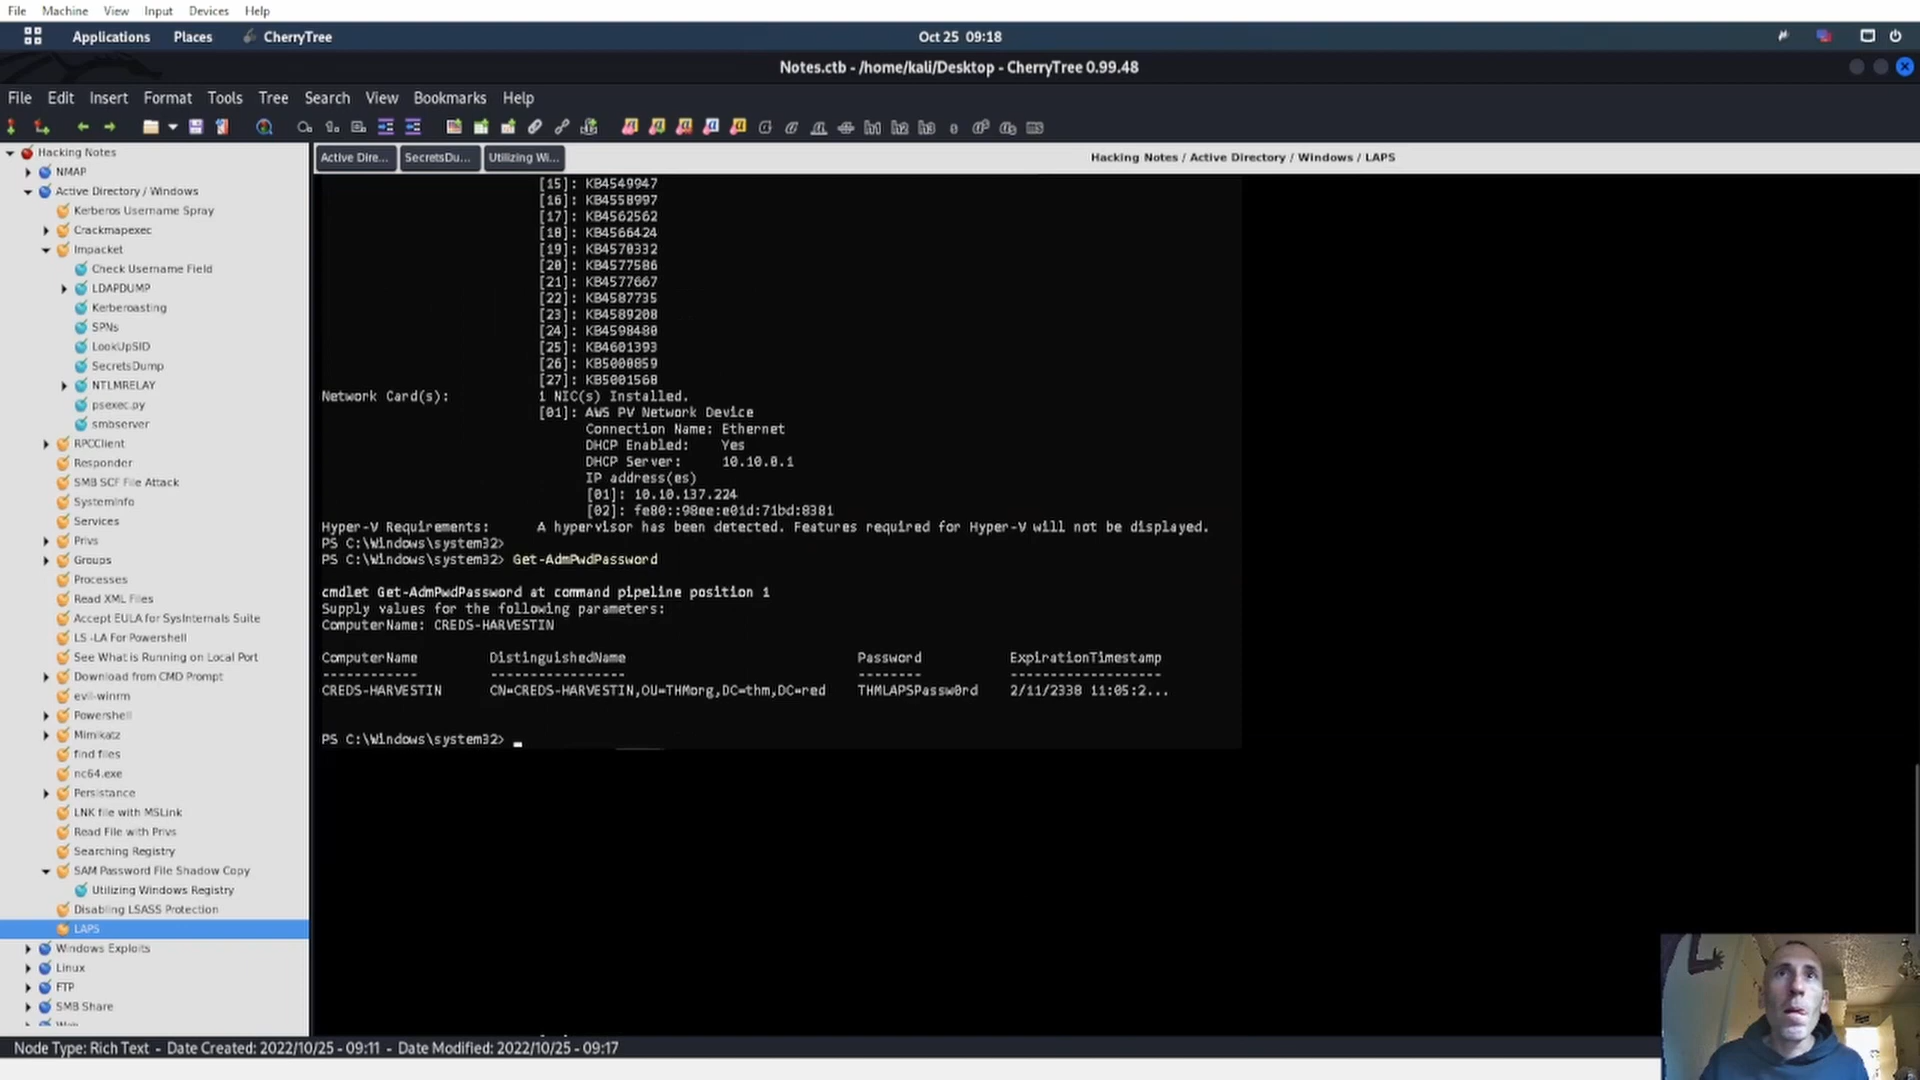 File Machine View Input Devices Help
Applications Places CherryTree Oct 25 09:18
Notes.ctb - /home/kali/Desktop - CherryTree 0.99.48
File Edit Insert Format Tools Tree Search View Bookmarks Help
Hacking Notes
NMAP
Active Directory / Windows
Kerberos Username Spray
Crackmapexec
Impacket
Check Username Field
LDAPDUMP
Kerberoasting
SPNs
LookUpSID
SecretsDump
NTLMRELAY
psexec.py
smbserver
RPCClient
Responder
SMB SCF File Attack
SystemInfo
Services
Privs
Groups
Processes
Read XML Files
Accept EULA for SysInternals Suite
LS -LA For Powershell
See What is Running on Local Port
Download from CMD Prompt
evil-winrm
Powershell
Mimikatz
find files
nc64.exe
Persistance
LNK file with MSLink
Read File with Privs
Searching Registry
SAM Password File Shadow Copy
Utilizing Windows Registry
Disabling LSASS Protection
LAPS
Windows Exploits
Linux
FTP
SMB Share
Active Dire... SecretsDu... Utilizing Wi... Hacking Notes / Active Directory / Windows / LAPS
[15]: KB4549947
[16]: KB4558997
[17]: KB4562562
[18]: KB4566424
[19]: KB4570332
[20]: KB4577586
[21]: KB4577667
[22]: KB4587735
[23]: KB4589208
[24]: KB4598480
[25]: KB4601393
[26]: KB5000859
[27]: KB5001568
Network Card(s): 1 NIC(s) Installed.
[01]: AWS PV Network Device
Connection Name: Ethernet
DHCP Enabled: Yes
DHCP Server: 10.10.0.1
IP address(es)
[01]: 10.10.137.224
[02]: fe80::98ee:e01d:71bd:8381
Hyper-V Requirements: A hypervisor has been detected. Features required for Hyper-V will not be displayed.
PS C:\Windows\system32>
PS C:\Windows\system32> Get-AdmPwdPassword
cmdlet Get-AdmPwdPassword at command pipeline position 1
Supply values for the following parameters:
ComputerName: CREDS-HARVESTIN
ComputerName DistinguishedName Password ExpirationTimestamp
------------ ----------------- -------- -------------------
CREDS-HARVESTIN CN=CREDS-HARVESTIN,OU=THMorg,DC=thm,DC=red THMLAPSPassw0rd 2/11/2338 11:05:2...
PS C:\Windows\system32>
Node Type: Rich Text - Date Created: 2022/10/25 - 09:11 - Date Modified: 2022/10/25 - 09:17